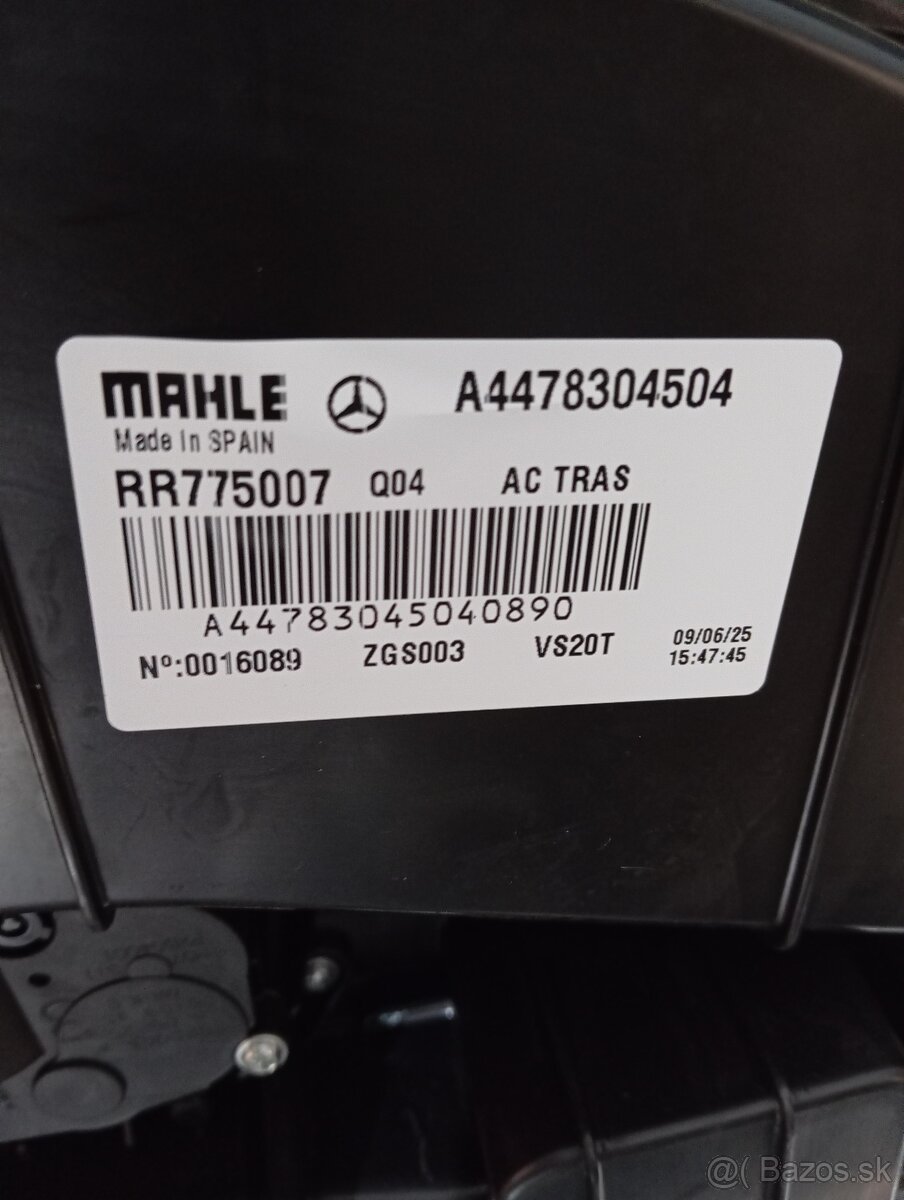 MAHLE A4478304504
Made in SPAIN
RR775007 Q04 AC TRAS
A44783045040890
Nº:0016089 ZGS003 VS20T 09/06/25
15:47:45
@( Bazos.sk